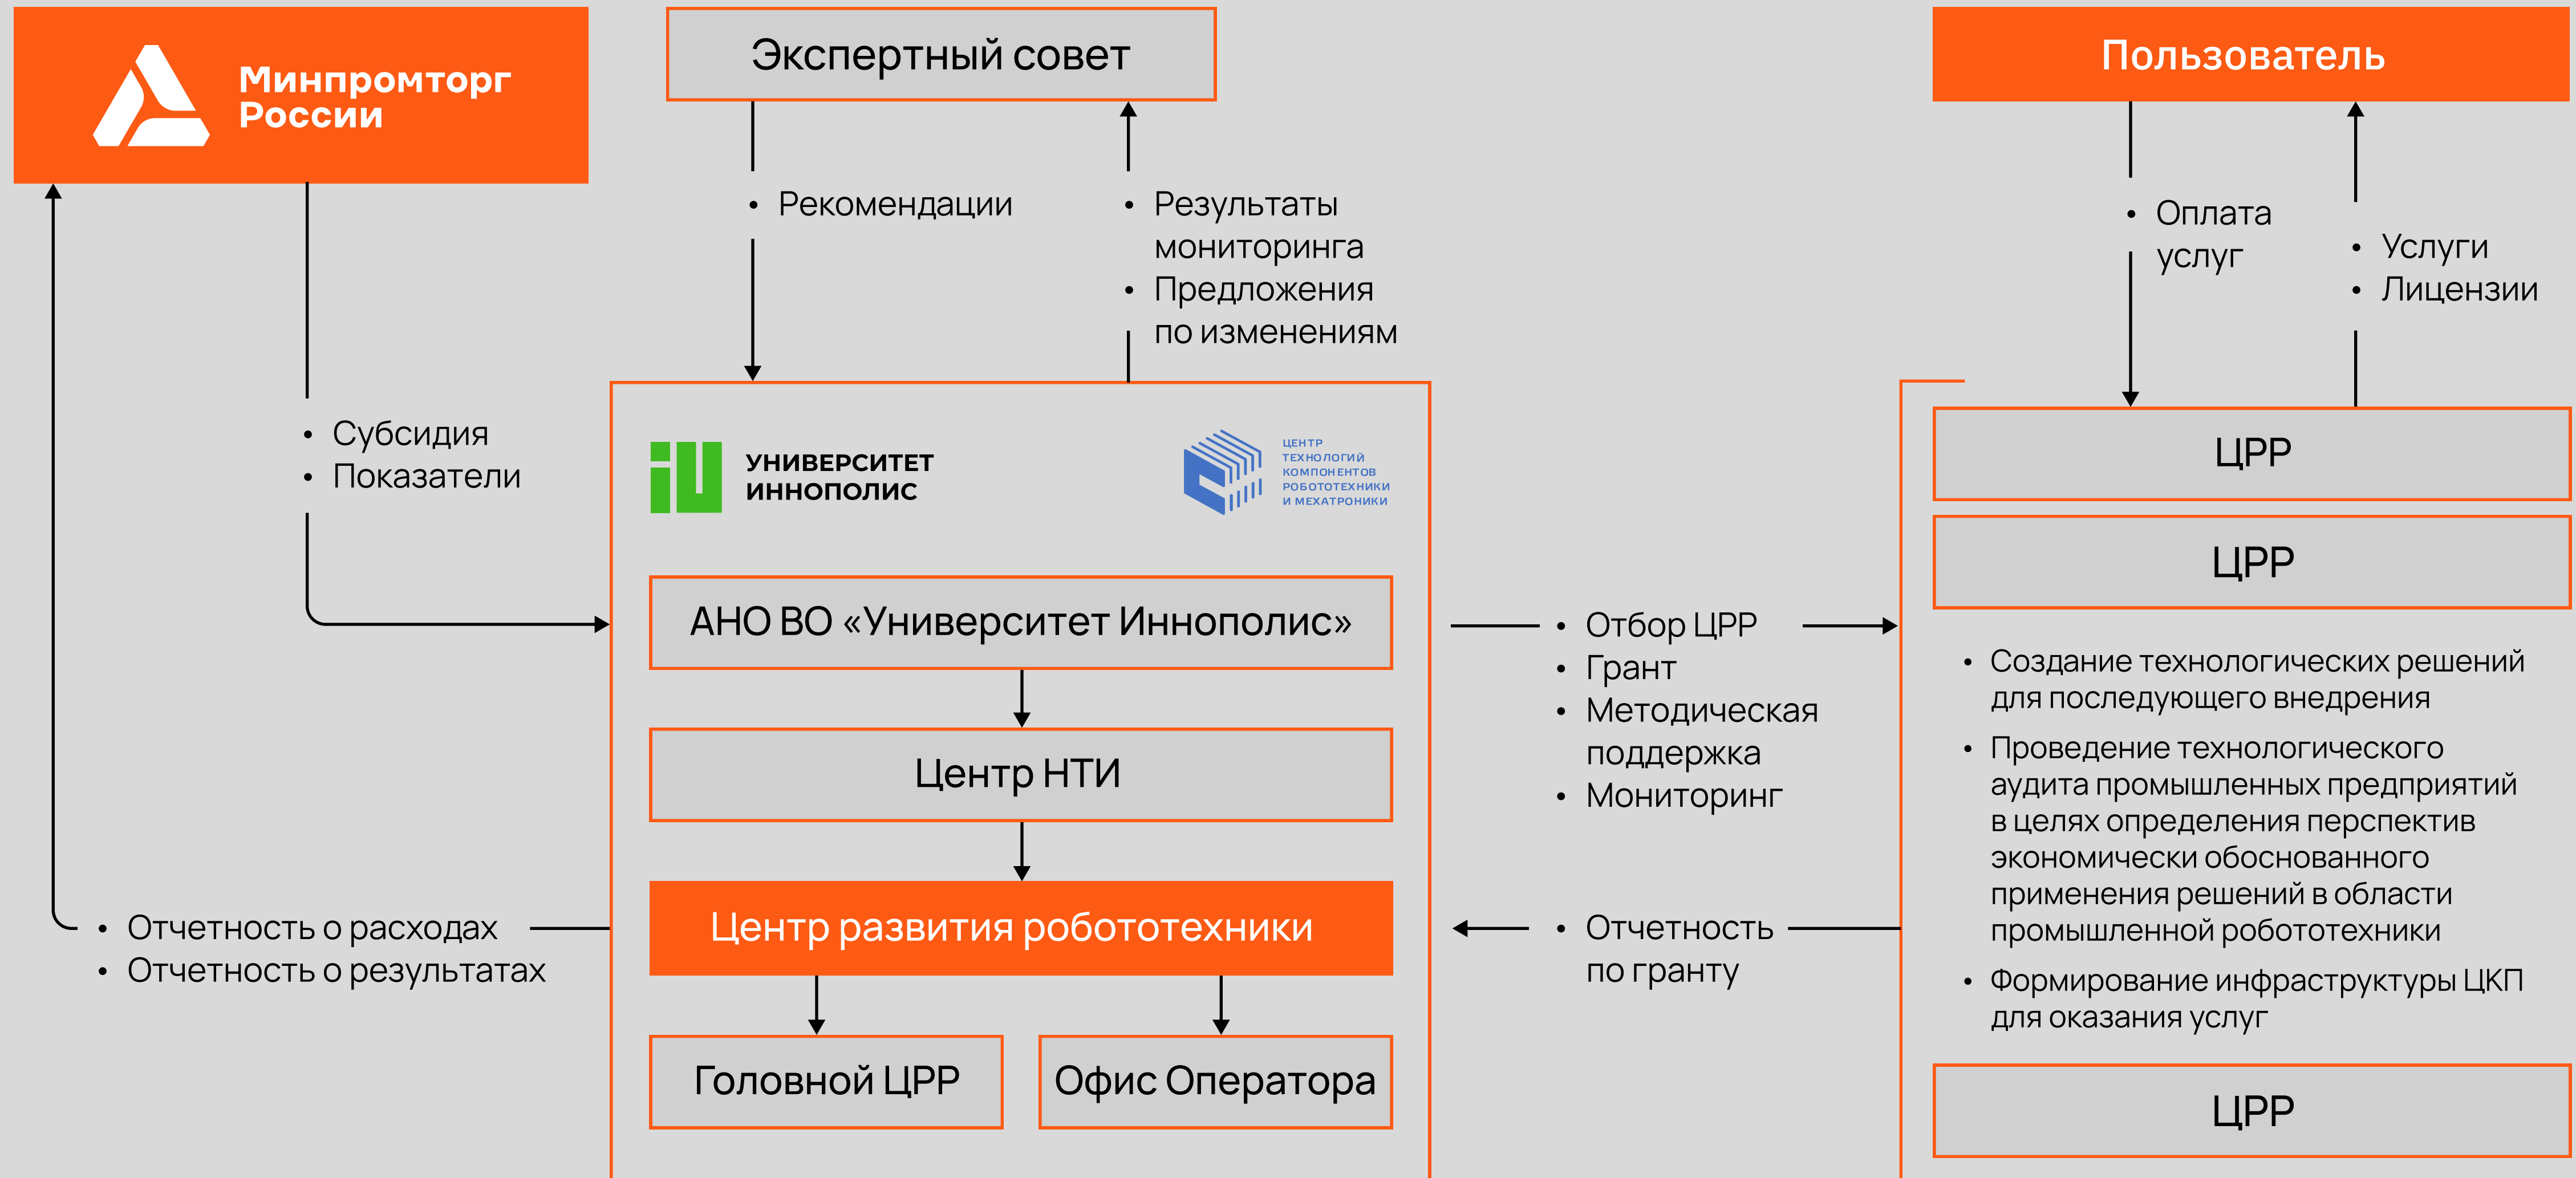 Минпромторг
России
Экспертный совет
Пользователь
• Рекомендации
• Результаты
мониторинга
• Предложения
по изменениям
• Оплата
услуг
• Услуги
• Лицензии
• Субсидия
• Показатели
УНИВЕРСИТЕТ
ИННОПОЛИС
ЦЕНТР
ТЕХНОЛОГИЙ
КОМПОНЕНТОВ
РОБОТОТЕХНИКИ
И МЕХАТРОНИКИ
АНО ВО «Университет Иннополис»
Центр НТИ
Центр развития робототехники
Головной ЦРР
Офис Оператора
• Отчетность о расходах
• Отчетность о результатах
• Отбор ЦРР
• Грант
• Методическая
поддержка
• Мониторинг
• Отчетность
по гранту
ЦРР
ЦРР
• Создание технологических решений
для последующего внедрения
• Проведение технологического
аудита промышленных предприятий
в целях определения перспектив
экономически обоснованного
применения решений в области
промышленной робототехники
• Формирование инфраструктуры ЦКП
для оказания услуг
ЦРР